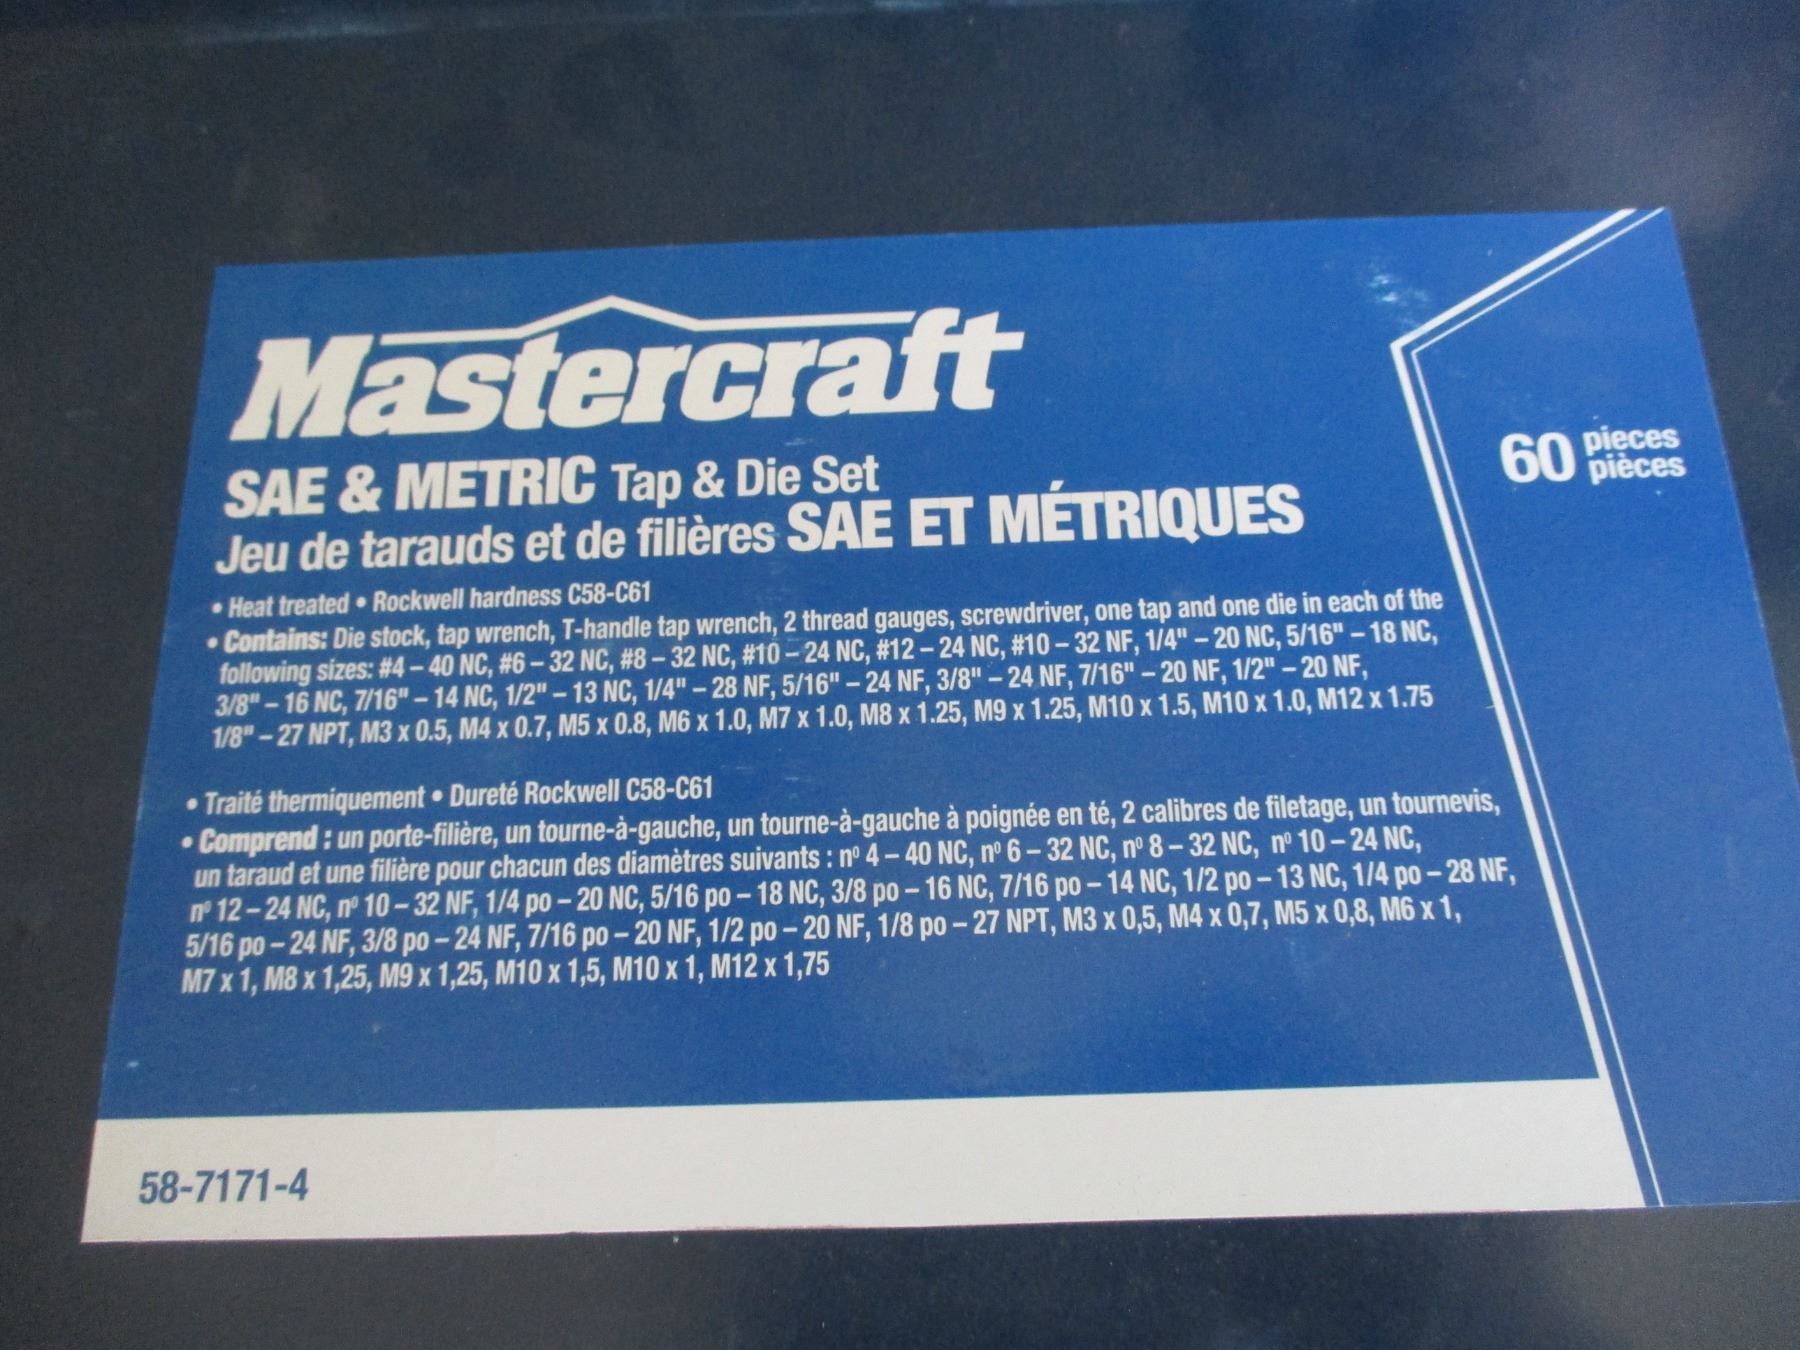 Mastercraft
SAE & METRIC Tap & Die Set
Jeu de tarauds et de filières SAE ET MÉTRIQUES
60 pieces
pièces
• Heat treated • Rockwell hardness C58-C61
• Contains: Die stock, tap wrench, T-handle tap wrench, 2 thread gauges, screwdriver, one tap and one die in each of the
following sizes: #4 – 40 NC, #6 – 32 NC, #8 – 32 NC, #10 – 24 NC, #12 – 24 NC, #10 – 32 NF, 1/4" – 20 NC, 5/16" – 18 NC,
3/8" – 16 NC, 7/16" – 14 NC, 1/2" – 13 NC, 1/4" – 28 NF, 5/16" – 24 NF, 3/8" – 24 NF, 7/16" – 20 NF, 1/2" – 20 NF,
1/8" – 27 NPT, M3 x 0.5, M4 x 0.7, M5 x 0.8, M6 x 1.0, M7 x 1.0, M8 x 1.25, M9 x 1.25, M10 x 1.5, M10 x 1.0, M12 x 1.75
• Traité thermiquement • Dureté Rockwell C58-C61
• Comprend : un porte-filière, un tourne-à-gauche, un tourne-à-gauche à poignée en té, 2 calibres de filetage, un tournevis,
un taraud et une filière pour chacun des diamètres suivants : nº 4 – 40 NC, nº 6 – 32 NC, nº 8 – 32 NC, nº 10 – 24 NC,
nº 12 – 24 NC, nº 10 – 32 NF, 1/4 po – 20 NC, 5/16 po – 18 NC, 3/8 po – 16 NC, 7/16 po – 14 NC, 1/2 po – 13 NC, 1/4 po – 28 NF,
5/16 po – 24 NF, 3/8 po – 24 NF, 7/16 po – 20 NF, 1/2 po – 20 NF, 1/8 po – 27 NPT, M3 x 0,5, M4 x 0,7, M5 x 0,8, M6 x 1,
M7 x 1, M8 x 1,25, M9 x 1,25, M10 x 1,5, M10 x 1, M12 x 1,75
58-7171-4